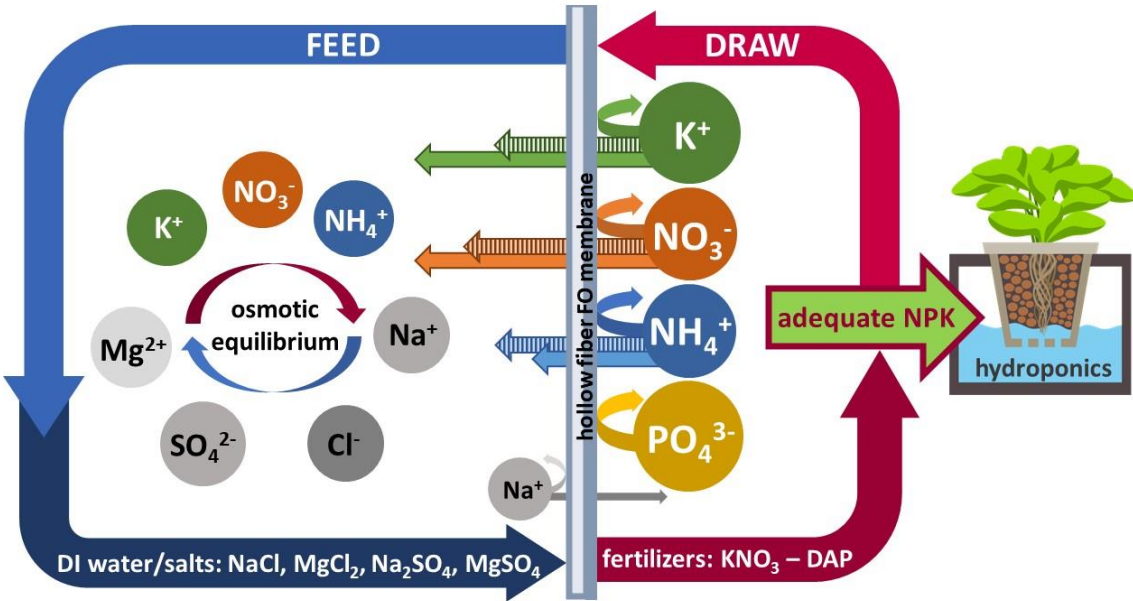 FEED
DRAW
K⁺
NO₃⁻
NH₄⁺
K⁺
NO₃⁻
NH₄⁺
PO₄³⁻
osmotic
equilibrium
Mg²⁺
Na⁺
SO₄²⁻
Cl⁻
Na⁺
hollow fiber FO membrane
adequate NPK
hydroponics
DI water/salts: NaCl, MgCl₂, Na₂SO₄, MgSO₄
fertilizers: KNO₃ – DAP